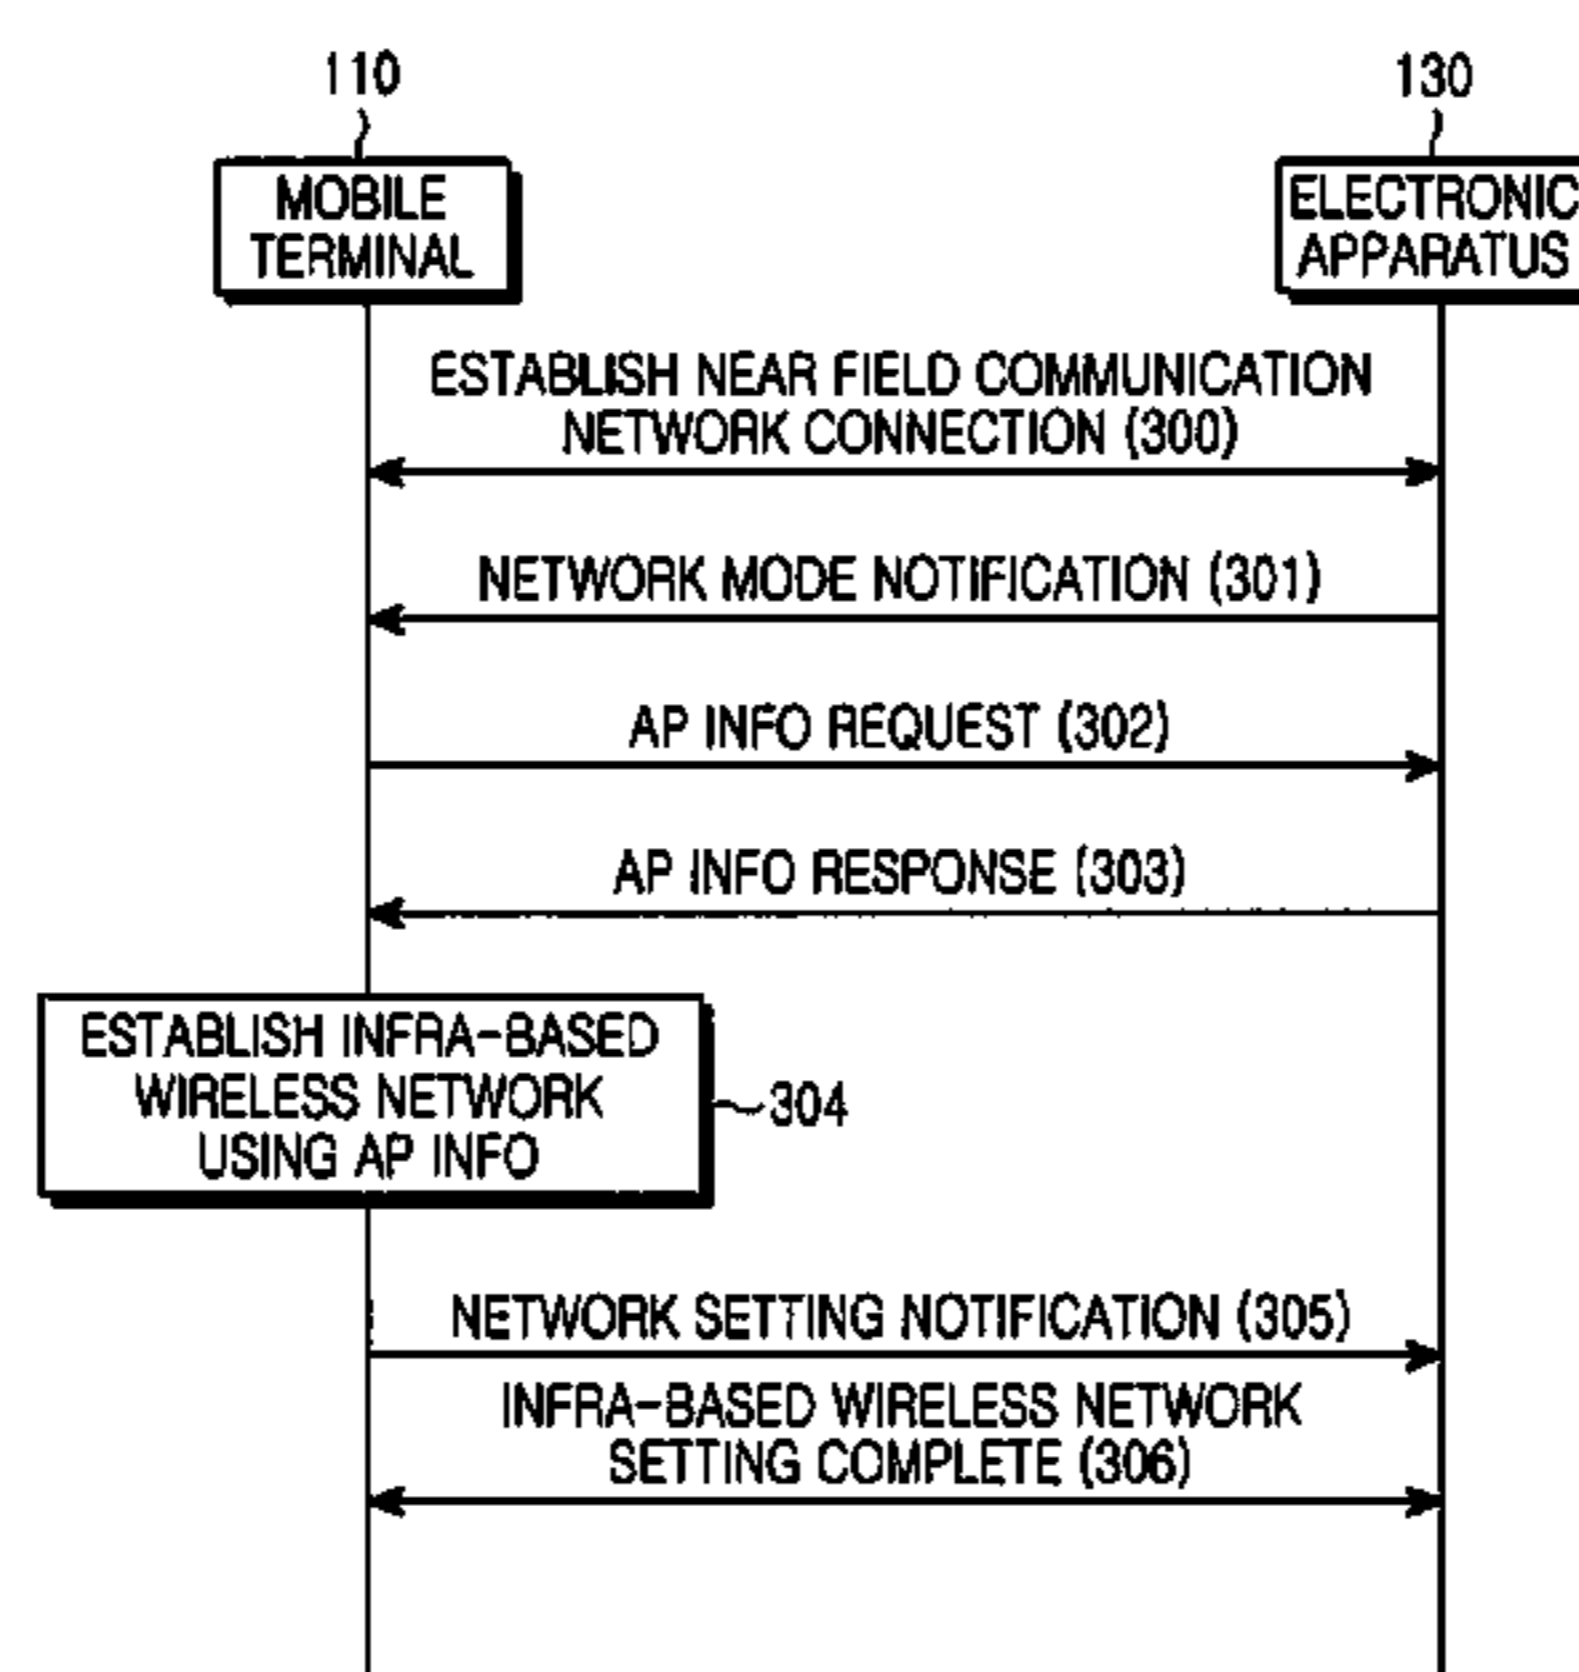 110
130
MOBILE
TERMINAL
ELECTRONIC
APPARATUS
ESTABLISH NEAR FIELD COMMUNICATION
NETWORK CONNECTION (300)
NETWORK MODE NOTIFICATION (301)
AP INFO REQUEST (302)
AP INFO RESPONSE (303)
ESTABLISH INFRA-BASED
WIRELESS NETWORK
USING AP INFO
304
NETWORK SETTING NOTIFICATION (305)
INFRA-BASED WIRELESS NETWORK
SETTING COMPLETE (306)